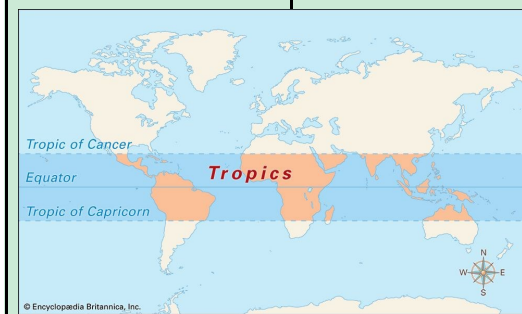 Tropic of Cancer
Tropics
Equator
Tropic of Capricorn
N
W E
S
© Encyclopædia Britannica, Inc.